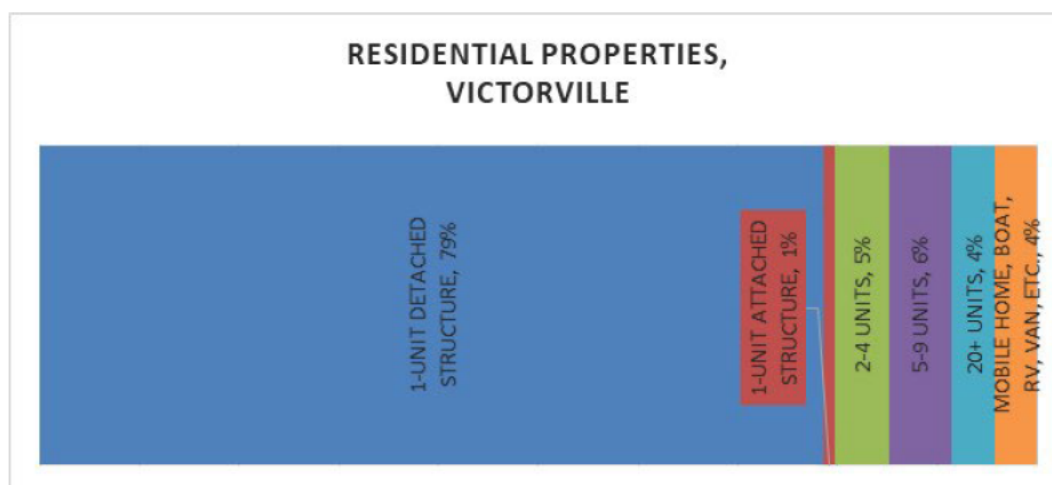 RESIDENTIAL PROPERTIES,
VICTORVILLE
1-UNIT DETACHED
STRUCTURE, 79%
1-UNIT ATTACHED
STRUCTURE, 1%
2-4 UNITS, 5%
5-9 UNITS, 6%
20+ UNITS, 4%
MOBILE HOME, BOAT,
RV, VAN, ETC., 4%